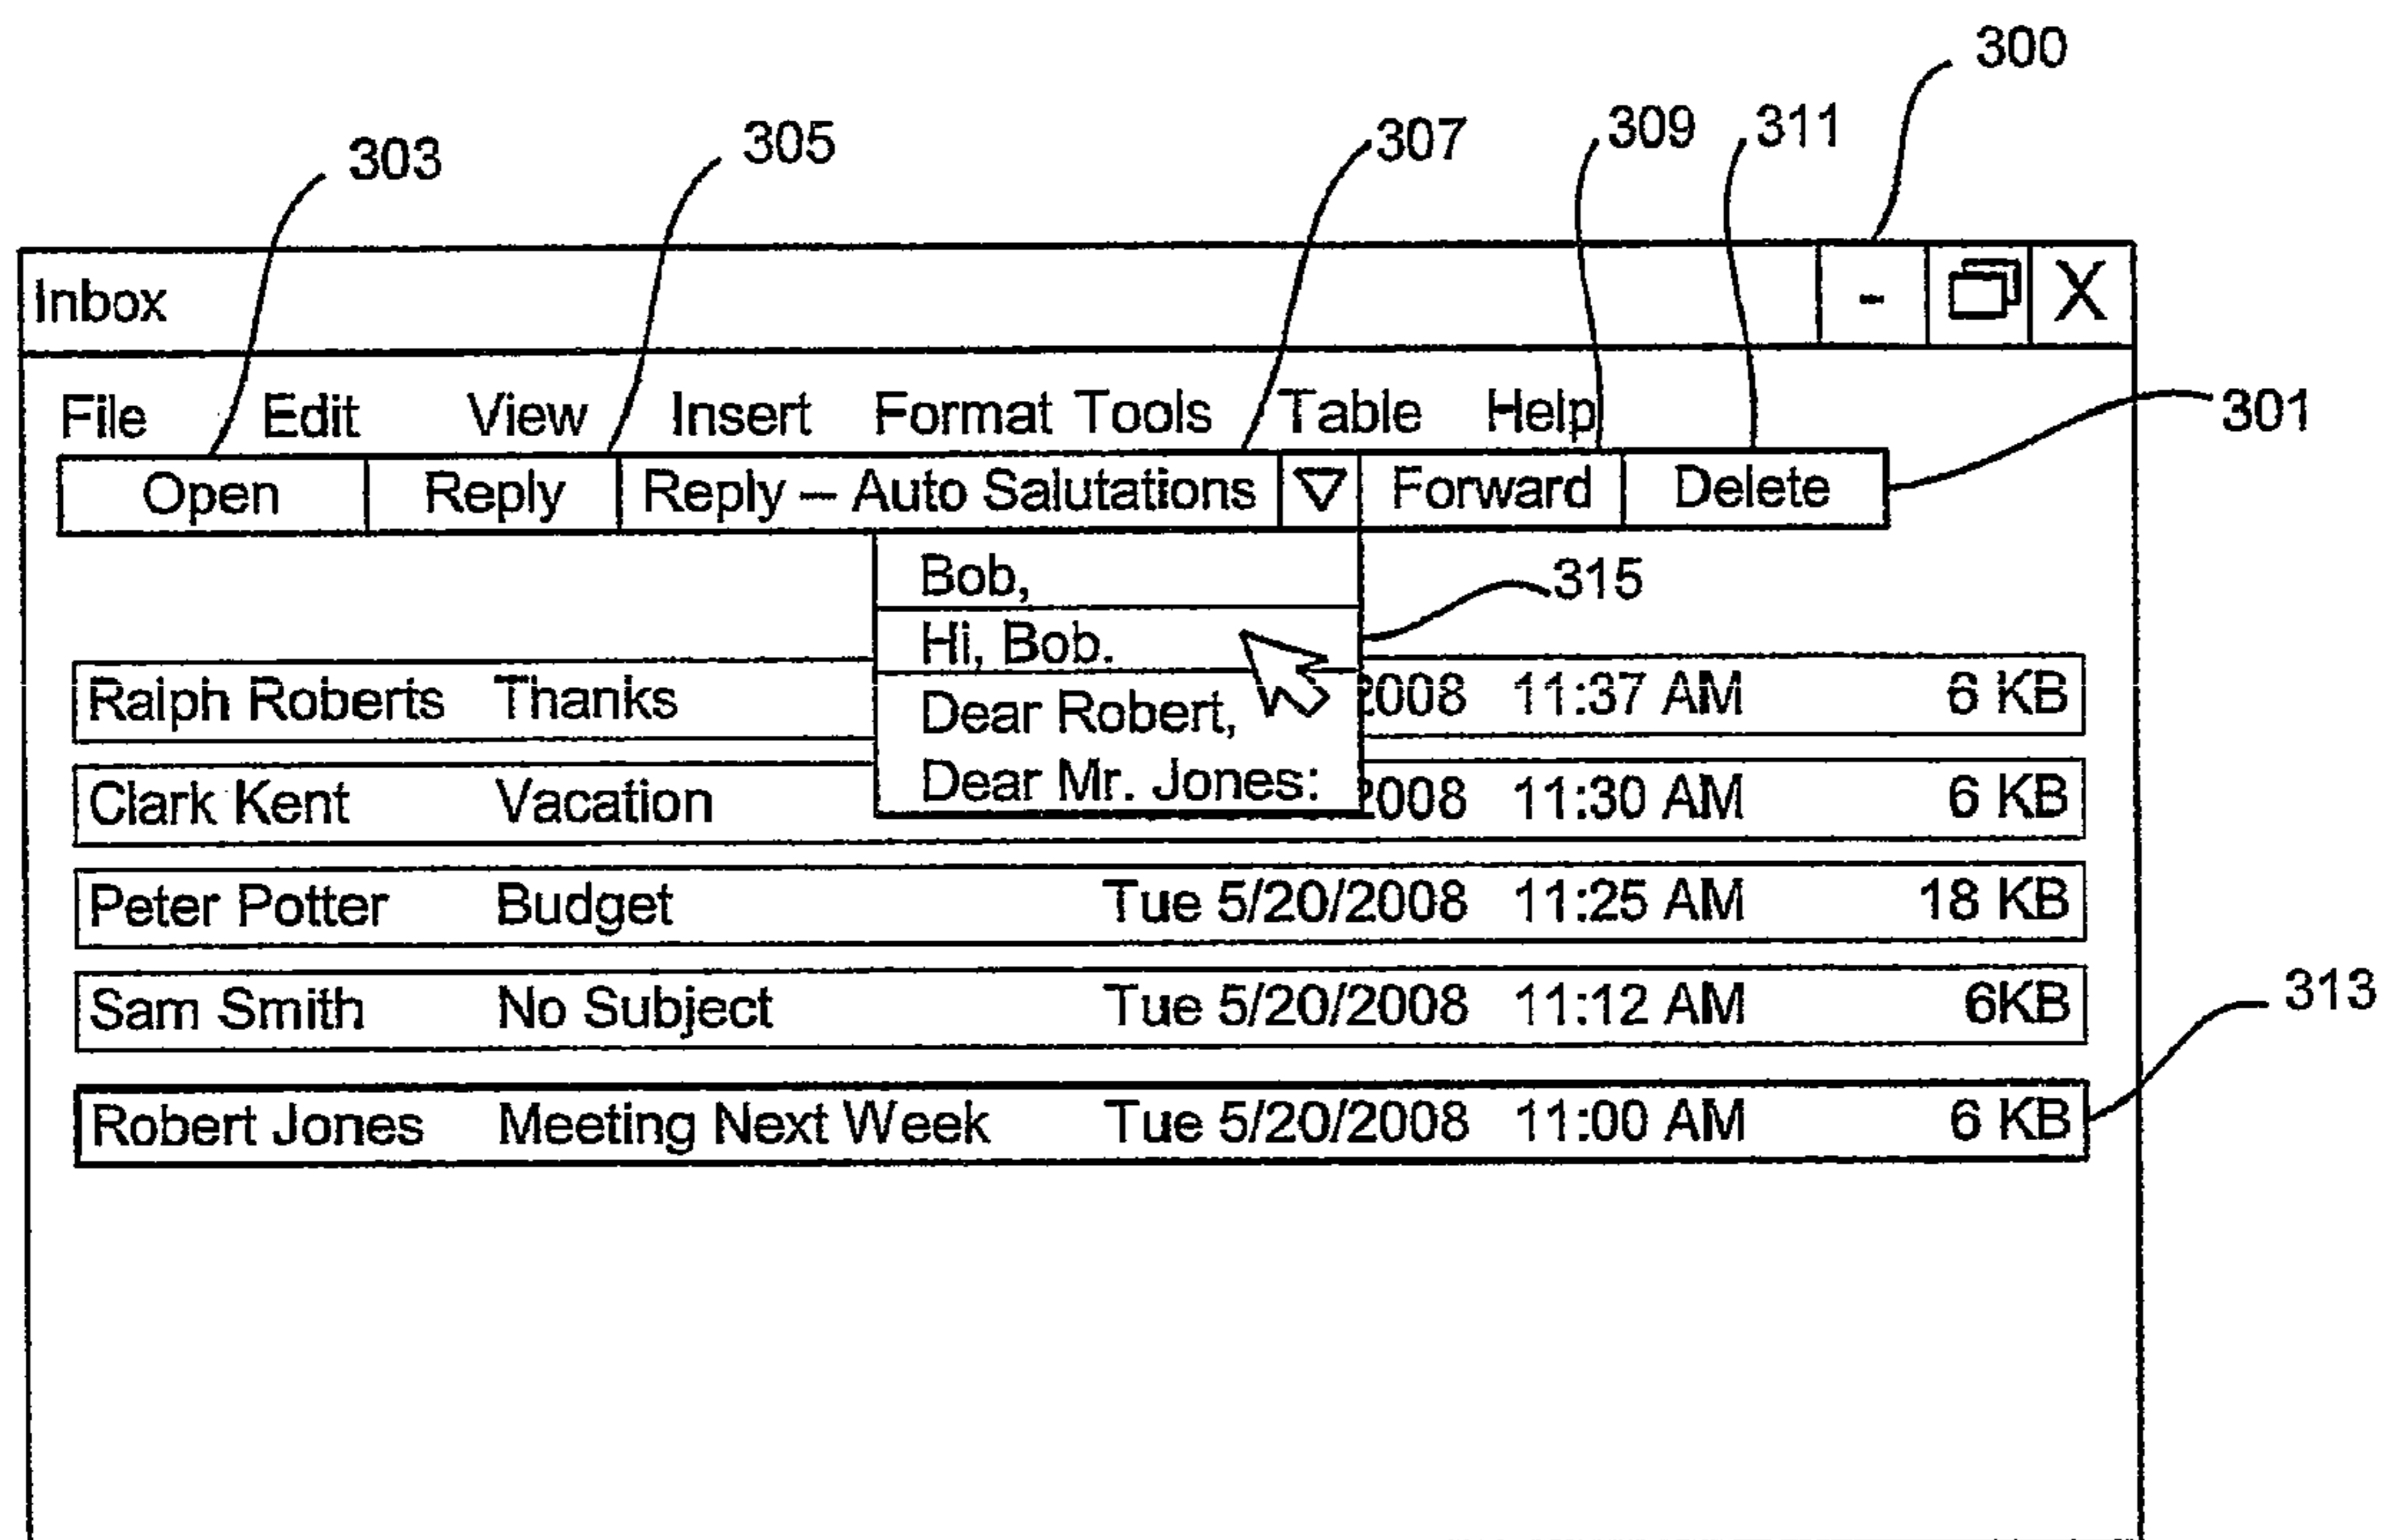 300
303 305 307 309 311
Inbox - X
File Edit View Insert Format Tools Table Help
301
Open Reply Reply – Auto Salutations Forward Delete
Bob,
315
Hi, Bob.
Ralph Roberts Thanks 2008 11:37 AM 6 KB
Dear Robert,
Dear Mr. Jones:
Clark Kent Vacation 2008 11:30 AM 6 KB
Peter Potter Budget Tue 5/20/2008 11:25 AM 18 KB
Sam Smith No Subject Tue 5/20/2008 11:12 AM 6KB
313
Robert Jones Meeting Next Week Tue 5/20/2008 11:00 AM 6 KB